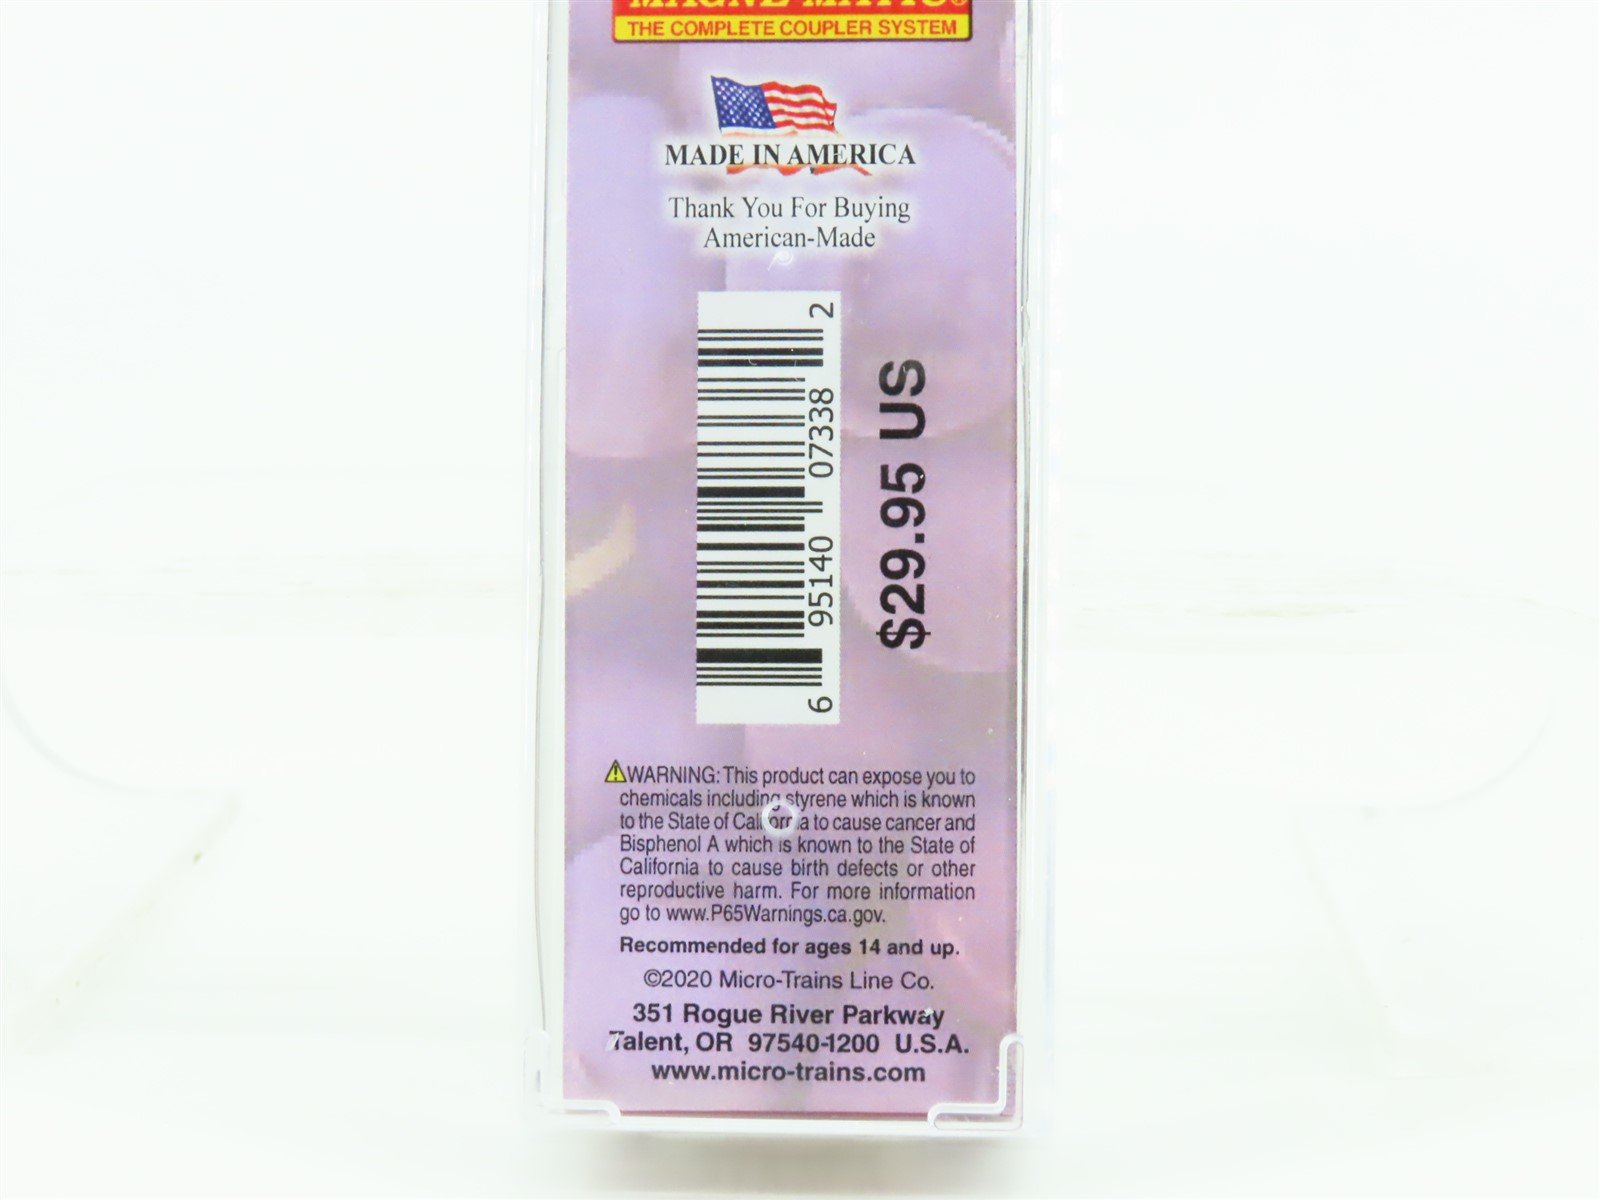 MAGNE-MATIC®
THE COMPLETE COUPLER SYSTEM
MADE IN AMERICA
Thank You For Buying
American-Made
6 95140 07338 2
$29.95 US
WARNING: This product can expose you to
chemicals including styrene which is known
to the State of California to cause cancer and
Bisphenol A which is known to the State of
California to cause birth defects or other
reproductive harm. For more information
go to www.P65Warnings.ca.gov.
Recommended for ages 14 and up.
©2020 Micro-Trains Line Co.
351 Rogue River Parkway
Talent, OR 97540-1200 U.S.A.
www.micro-trains.com